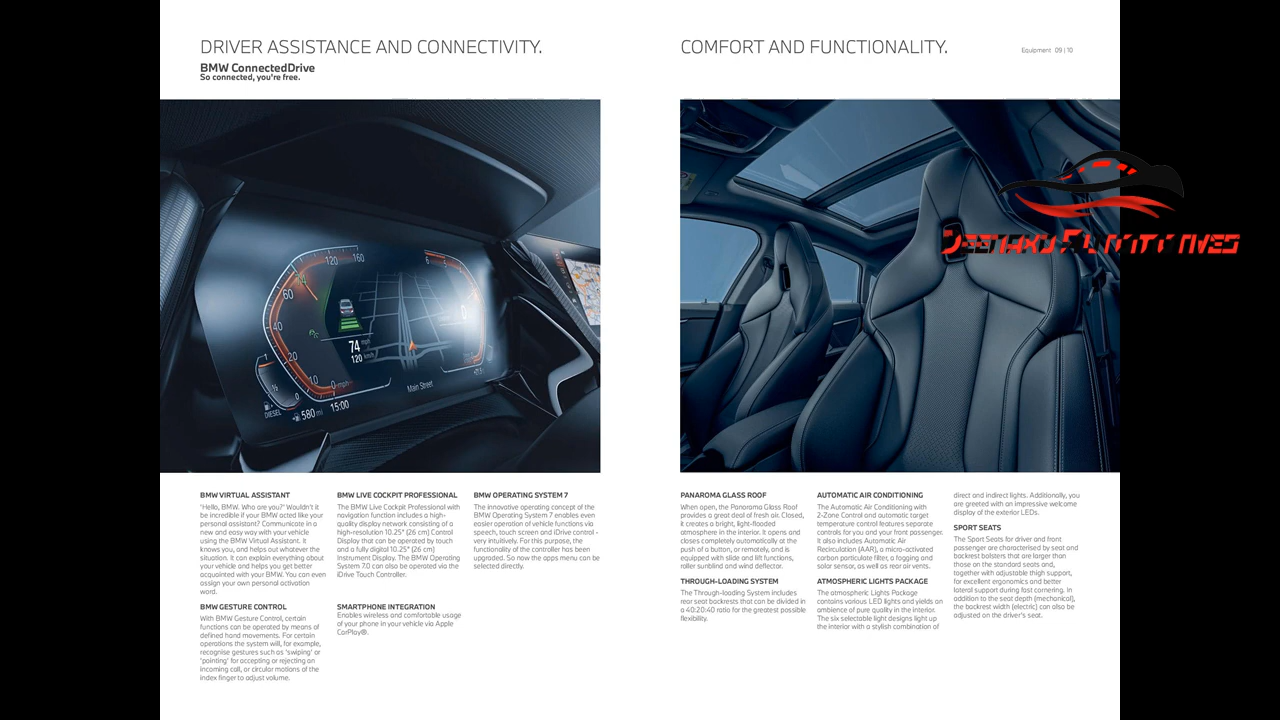 DRIVER ASSISTANCE AND CONNECTIVITY.
BMW ConnectedDrive
So connected, you're free.
COMFORT AND FUNCTIONALITY.
Equipment 09 | 10
120
160
60
40
20
10
0 mph
6
74 mph
120 km/h
Main Street
1
½
0
DIESEL
580 mi
15:00
BMW VIRTUAL ASSISTANT
'Hello, BMW. Who are you?' Wouldn't it
be incredible if your BMW acted like your
personal assistant? Communicate in a
new and easy way with your vehicle
using the BMW Virtual Assistant. It
knows you, and helps out whatever the
situation. It can explain everything about
your vehicle and helps you get better
acquainted with your BMW. You can even
assign your own personal activation
word.
BMW GESTURE CONTROL
With BMW Gesture Control, certain
functions can be operated by means of
defined hand movements. For certain
operations the system will, for example,
recognise gestures such as 'swiping' or
'pointing' for accepting or rejecting an
incoming call, or circular motions of the
index finger to adjust volume.
BMW LIVE COCKPIT PROFESSIONAL
The BMW Live Cockpit Professional with
navigation function includes a high-
quality display network consisting of a
high-resolution 10.25" (26 cm) Control
Display that can be operated by touch
and a fully digital 10.25" (26 cm)
Instrument Display. The BMW Operating
System 7.0 can also be operated via the
iDrive Touch Controller.
SMARTPHONE INTEGRATION
Enables wireless and comfortable usage
of your phone in your vehicle via Apple
CarPlay®.
BMW OPERATING SYSTEM 7
The innovative operating concept of the
BMW Operating System 7 enables even
easier operation of vehicle functions via
speech, touch screen and iDrive control -
very intuitively. For this purpose, the
functionality of the controller has been
upgraded. So now the apps menu can be
selected directly.
PANAROMA GLASS ROOF
When open, the Panorama Glass Roof
provides a great deal of fresh air. Closed,
it creates a bright, light-flooded
atmosphere in the interior. It opens and
closes completely automatically at the
push of a button, or remotely, and is
equipped with slide and lift functions,
roller sunblind and wind deflector.
THROUGH-LOADING SYSTEM
The Through-loading System includes
rear seat backrests that can be divided in
a 40:20:40 ratio for the greatest possible
flexibility.
AUTOMATIC AIR CONDITIONING
The Automatic Air Conditioning with
2-Zone Control and automatic target
temperature control features separate
controls for you and your front passenger.
It also includes Automatic Air
Recirculation (AAR), a micro-activated
carbon particulate filter, a fogging and
solar sensor, as well as rear air vents.
ATMOSPHERIC LIGHTS PACKAGE
The atmospheric Lights Package
contains various LED lights and yields an
ambience of pure quality in the interior.
The six selectable light designs light up
the interior with a stylish combination of
direct and indirect lights. Additionally, you
are greeted with an impressive welcome
display of the exterior LEDs.
SPORT SEATS
The Sport Seats for driver and front
passenger are characterised by seat and
backrest bolsters that are larger than
those on the standard seats and,
together with adjustable thigh support,
for excellent ergonomics and better
lateral support during fast cornering. In
addition to the seat depth (mechanical),
the backrest width (electric) can also be
adjusted on the driver's seat.